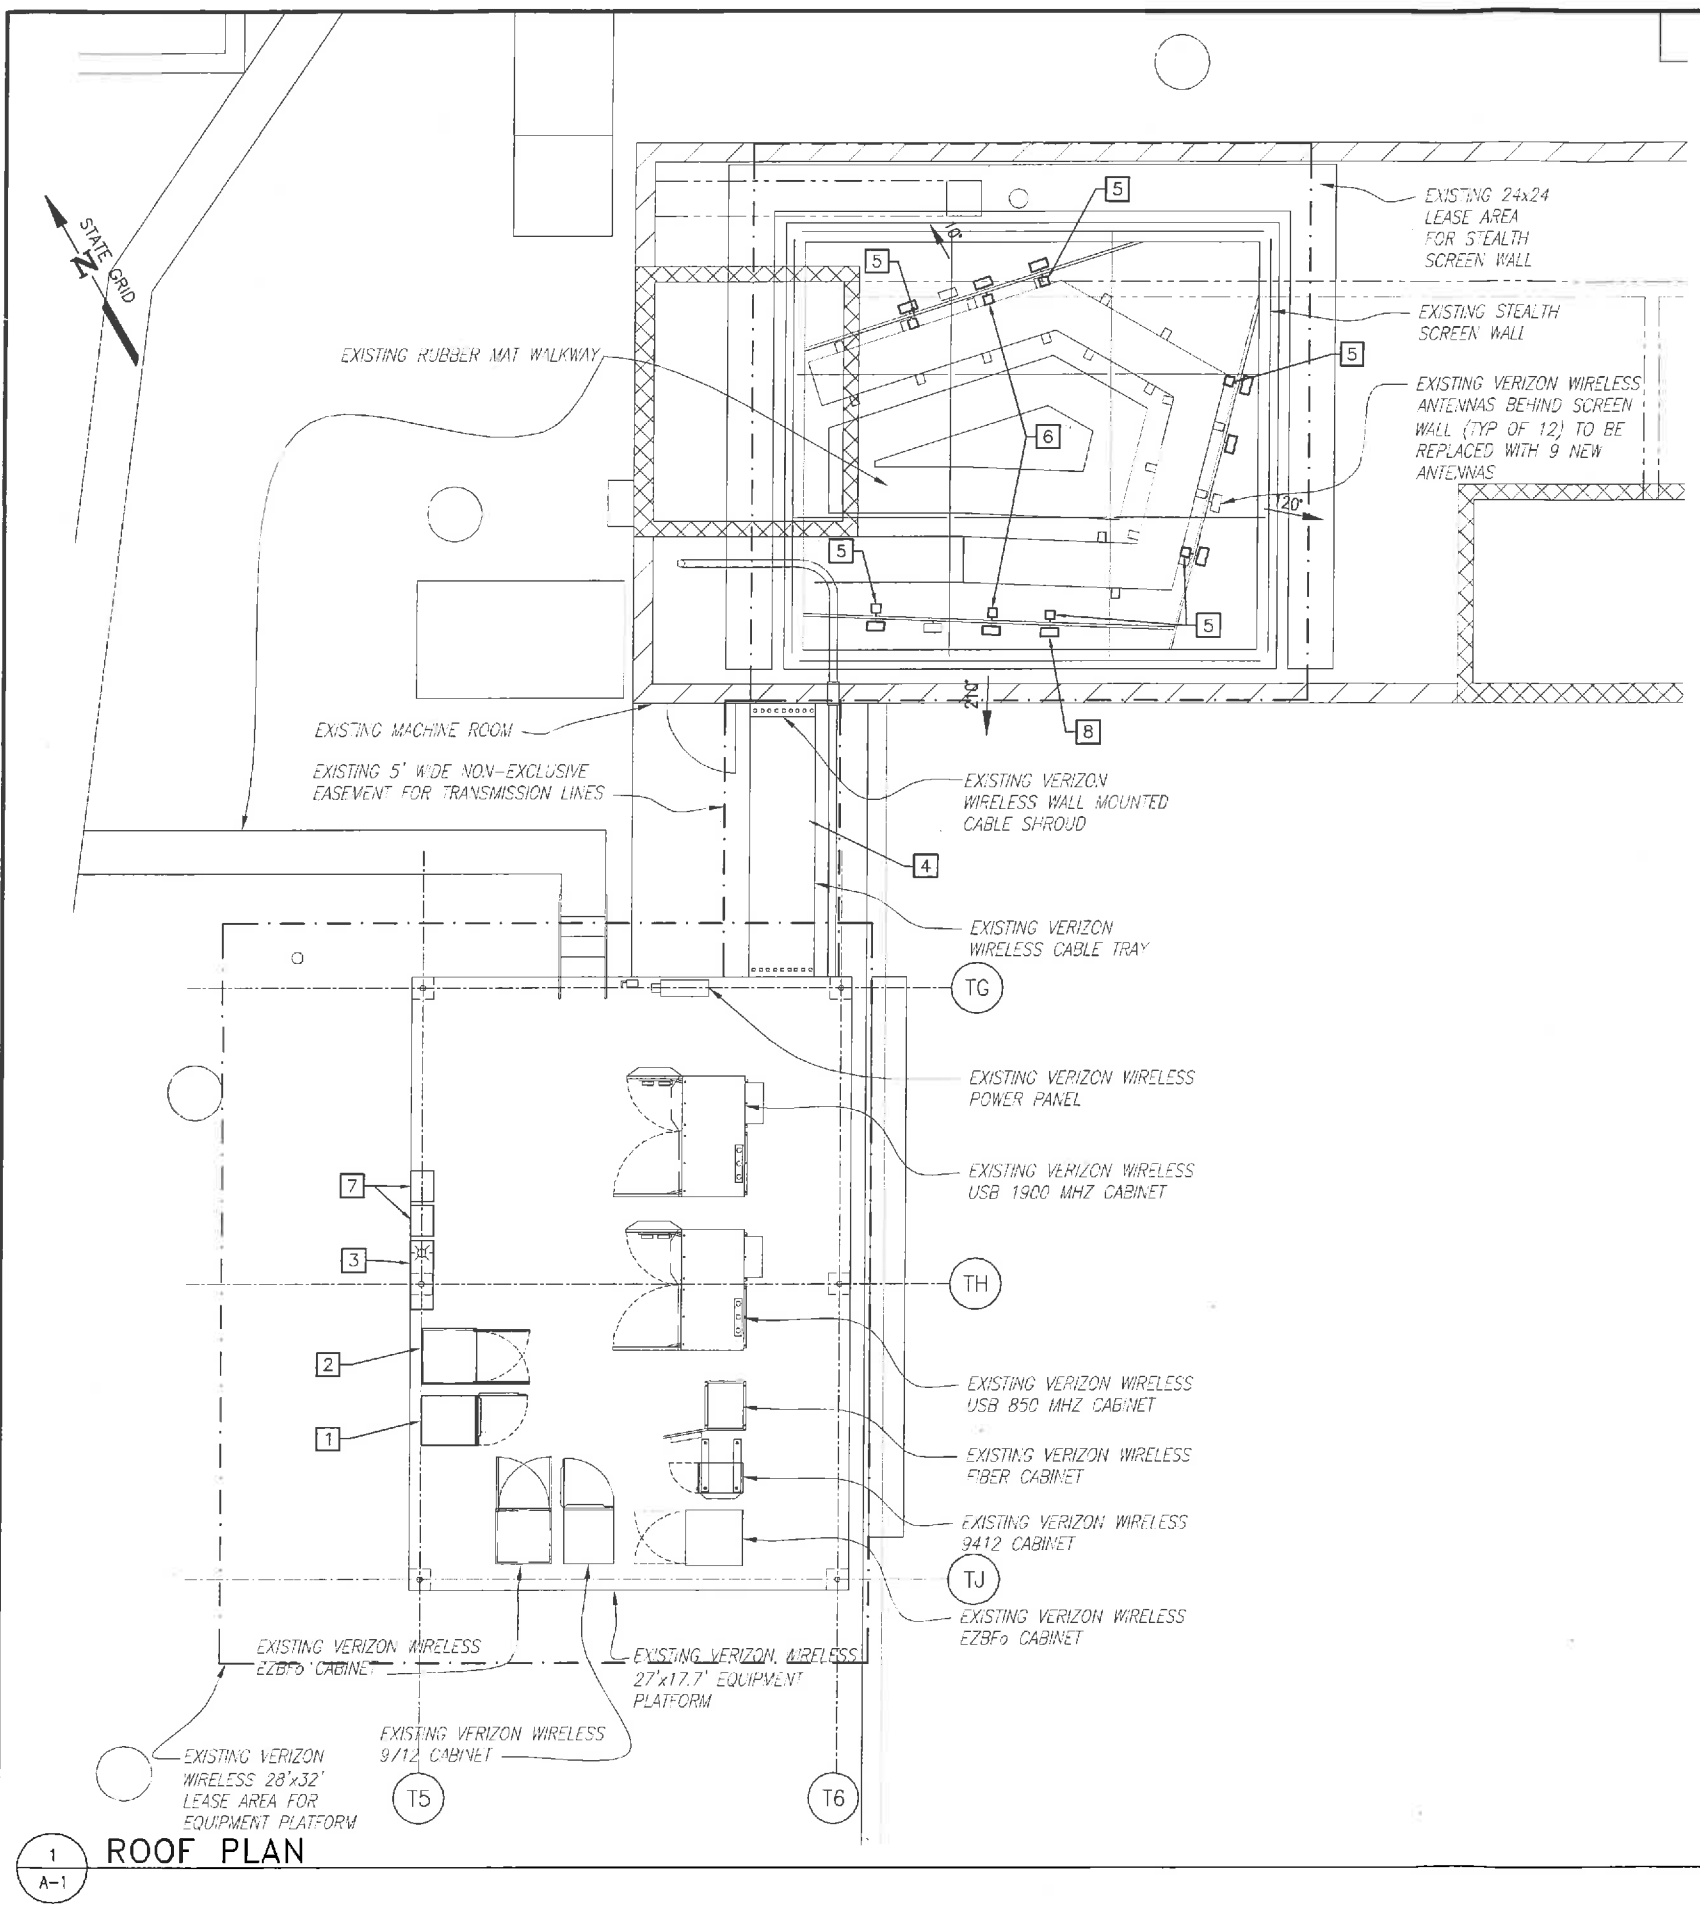 STATE GRID
N
10°
5
5
EXISTING 24x24
LEASE AREA
FOR STEALTH
SCREEN WALL
EXISTING STEALTH
SCREEN WALL
5
EXISTING RUBBER MAT WALKWAY
EXISTING VERIZON WIRELESS
ANTENNAS BEHIND SCREEN
WALL (TYP OF 12) TO BE
REPLACED WITH 9 NEW
ANTENNAS
6
120°
5
5
210°
8
EXISTING MACHINE ROOM
EXISTING 5' WIDE NON-EXCLUSIVE
EASEMENT FOR TRANSMISSION LINES
EXISTING VERIZON
WIRELESS WALL MOUNTED
CABLE SHROUD
4
EXISTING VERIZON
WIRELESS CABLE TRAY
TG
EXISTING VERIZON WIRELESS
POWER PANEL
EXISTING VERIZON WIRELESS
USB 1900 MHZ CABINET
7
3
TH
2
EXISTING VERIZON WIRELESS
USB 850 MHZ CABINET
1
EXISTING VERIZON WIRELESS
FIBER CABINET
EXISTING VERIZON WIRELESS
9412 CABINET
TJ
EXISTING VERIZON WIRELESS
EZBFo CABINET
EXISTING VERIZON WIRELESS
EZBFo CABINET
EXISTING VERIZON WIRELESS
27'x17.7' EQUIPMENT
PLATFORM
EXISTING VERIZON WIRELESS
9712 CABINET
EXISTING VERIZON
WIRELESS 28'x32'
LEASE AREA FOR
EQUIPMENT PLATFORM
T5
T6
1
A-1
ROOF PLAN